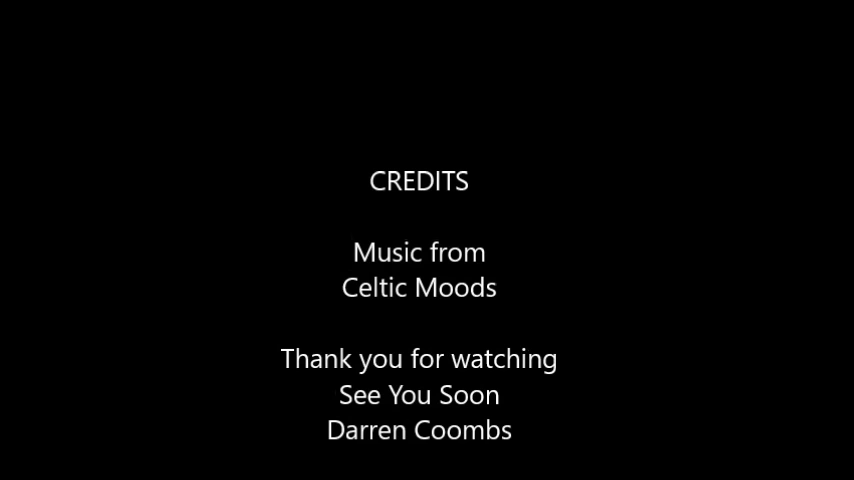 CREDITS
Music from
Celtic Moods
Thank you for watching
See You Soon
Darren Coombs